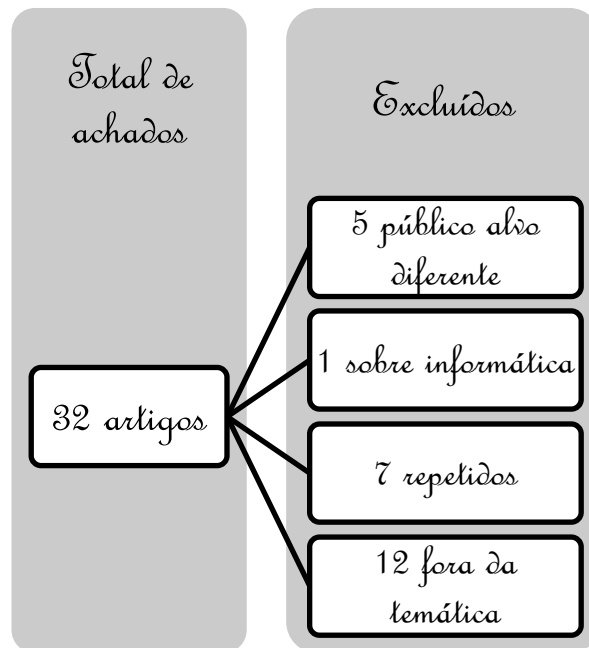 Total de
achados
Excluídos
32 artigos
5 público alvo
diferente
1 sobre informática
7 repetidos
12 fora da
temática